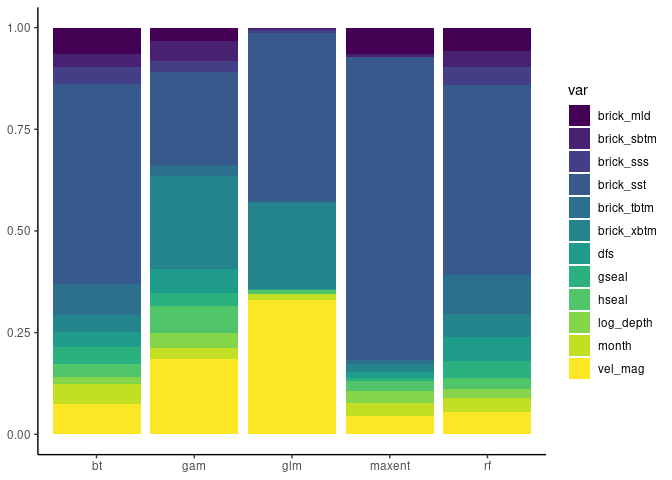 1.00
0.75
0.50
0.25
0.00
bt gam glm maxent rf
var
brick_mld
brick_sbtm
brick_sss
brick_sst
brick_tbtm
brick_xbtm
dfs
gseal
hseal
log_depth
month
vel_mag